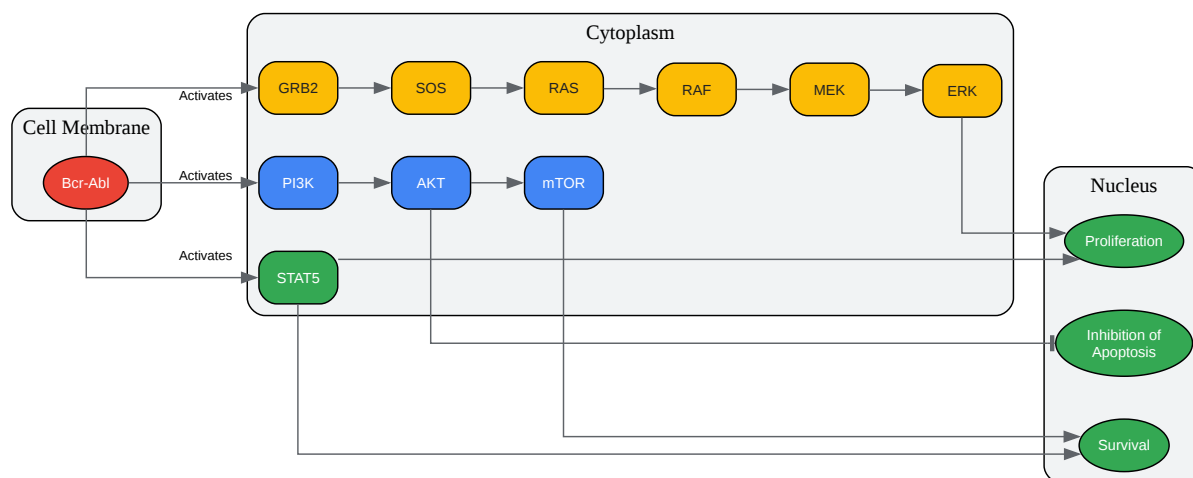 Cytoplasm
GRB2
SOS
RAS
RAF
MEK
ERK
Activates
Cell Membrane
Bcr-Abl
Activates
PI3K
AKT
mTOR
Nucleus
Proliferation
Activates
STAT5
Inhibition of
Apoptosis
Survival